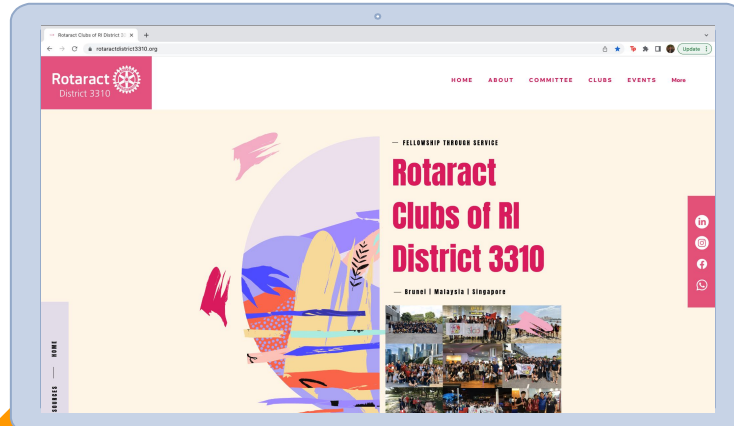 Rotaract Clubs of RI District 33
rotaractdistrict3310.org
Update
Rotaract
District 3310
HOME ABOUT COMMITTEE CLUBS EVENTS More
— FELLOWSHIP THROUGH SERVICE
Rotaract
Clubs of RI
District 3310
— Brunei | Malaysia | Singapore
in
HOME
SOURCES